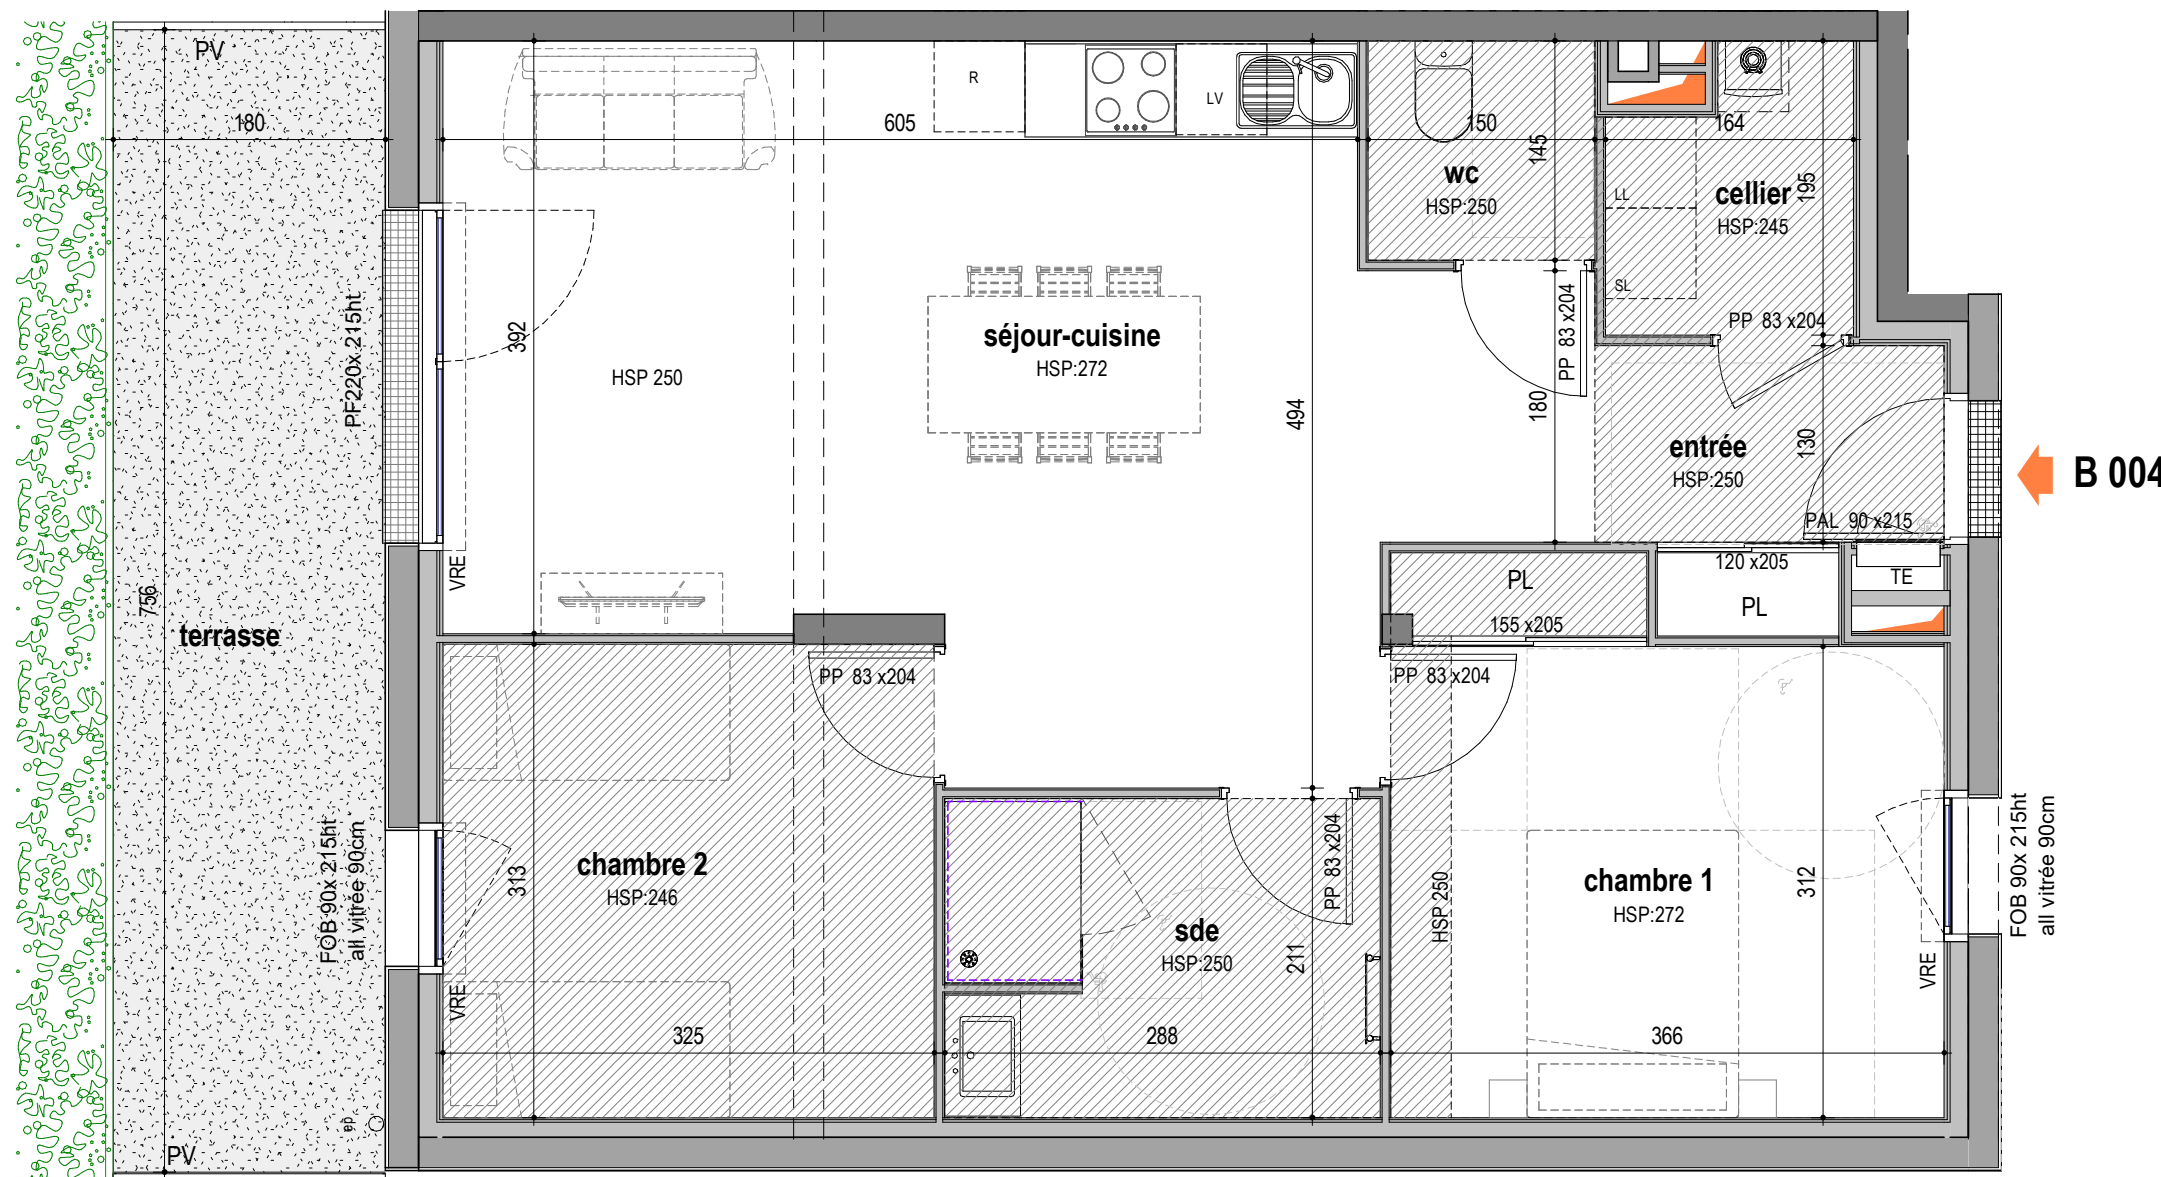 PV
180
terrasse
756
PV
ep
PF220x 215ht
FOB 90x 215ht
all vitrée 90cm
VRE
VRE
392
HSP 250
605
R
LV
séjour-cuisine
HSP:272
494
150
145
wc
HSP:250
PP 83 x204
180
164
195
LL
SL
cellier
HSP:245
PP 83 x204
entrée
HSP:250
130
PAL 90 x215
B 004
PL
155 x205
120 x205
PL
TE
PP 83 x204
chambre 2
HSP:246
313
325
PP 83 x204
sde
HSP:250
211
288
PP 83 x204
HSP 250
chambre 1
HSP:272
312
366
VRE
FOB 90x 215ht
all vitrée 90cm